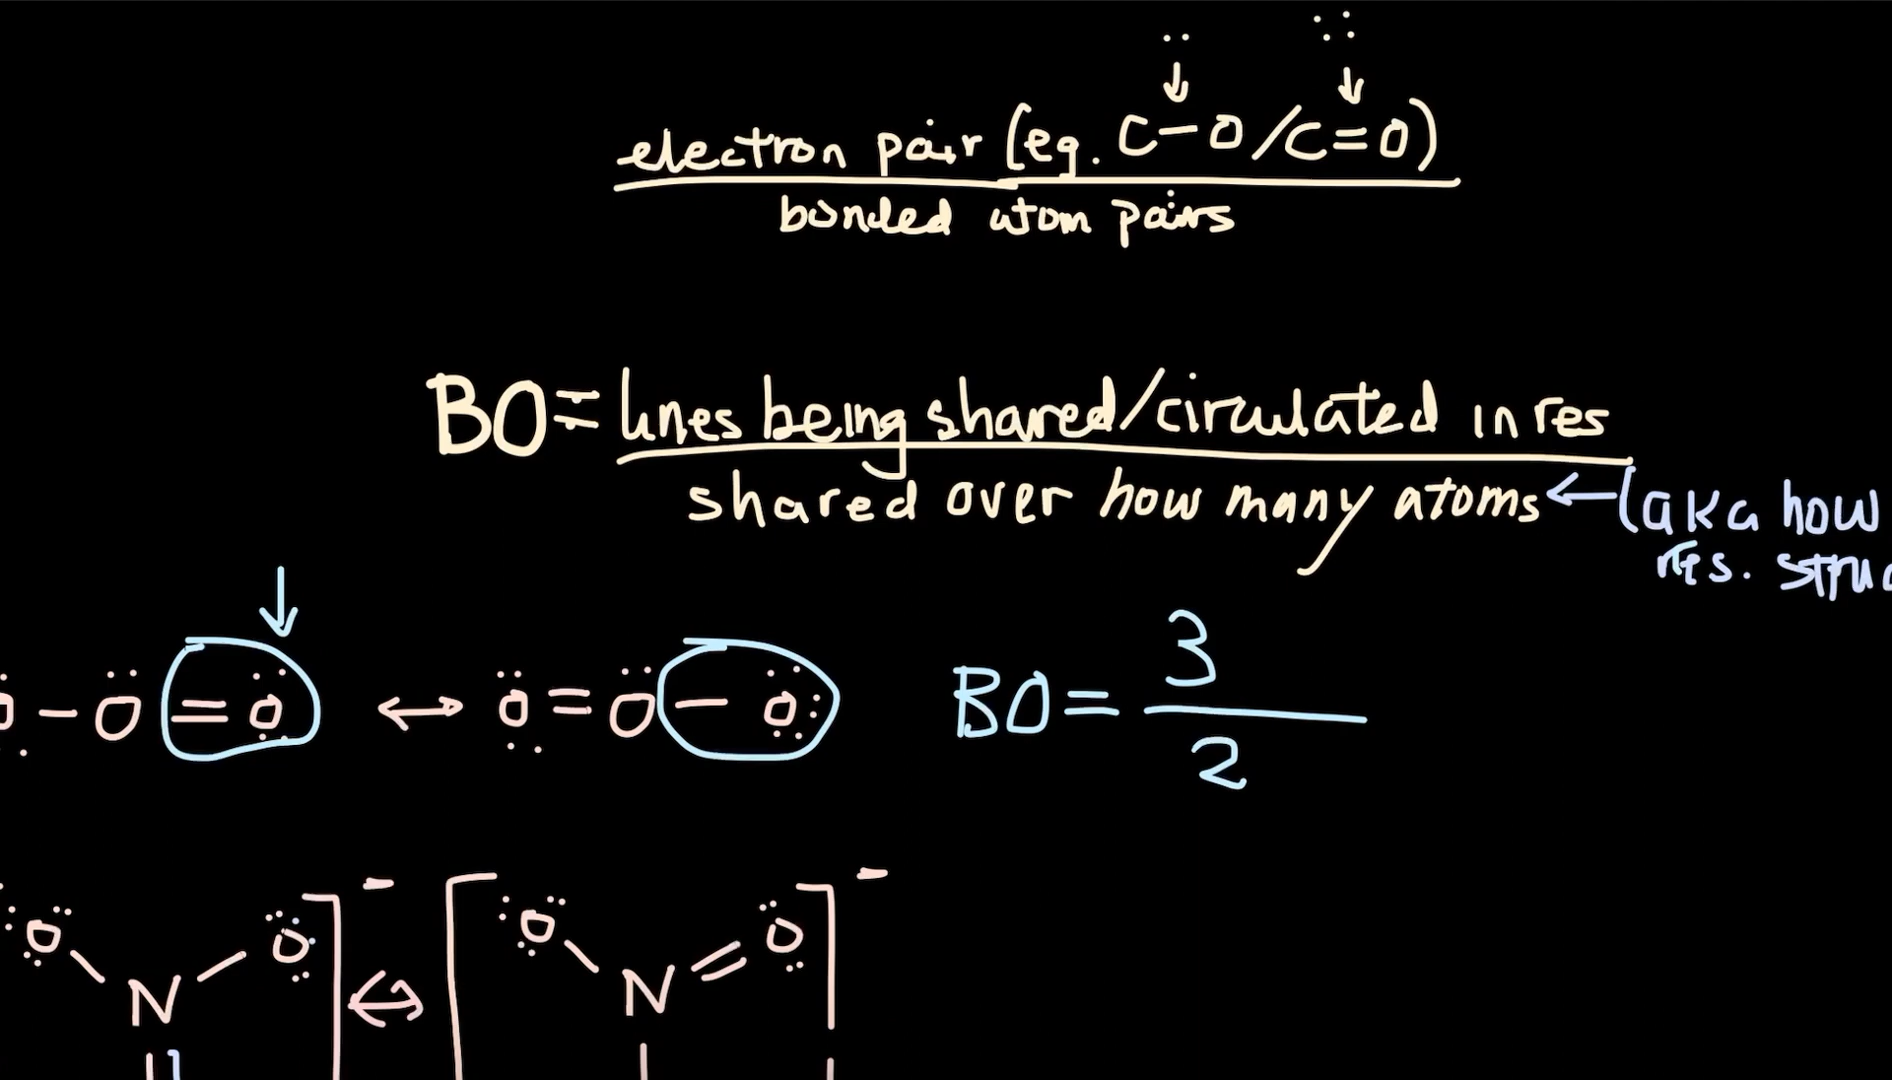 electron pair (eg. C-O/C=O)
bonded atom pairs
BO= lines being shared/circulated in res
shared over how many atoms ← (aka how
res. struc
O-O=O ↔ O=O-O BO= 3
2
O O ]⁻ [ O O ]⁻
N ↔ N